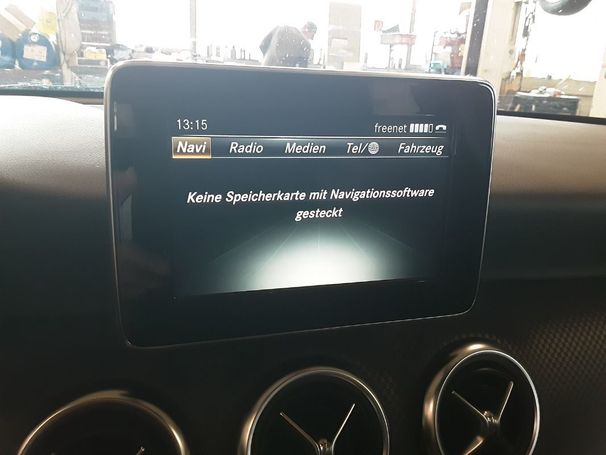 13:15 freenet
Navi Radio Medien Tel/ Fahrzeug
Keine Speicherkarte mit Navigationssoftware
gesteckt